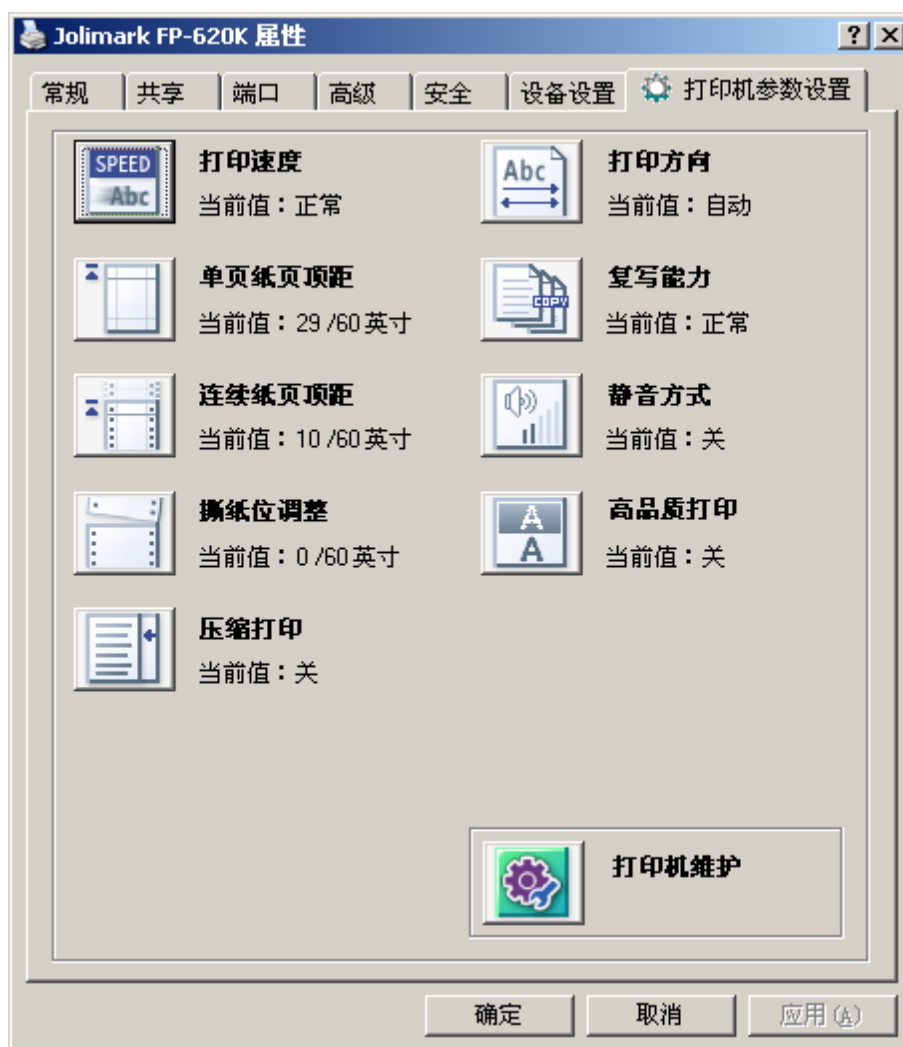 Jolimark FP-620K 属性
常规 共享 端口 高级 安全 设备设置 打印机参数设置
SPEED
Abc
打印速度
当前值：正常
Abc
打印方向
当前值：自动
单页纸页顶距
当前值：29 /60 英寸
COPY
复写能力
当前值：正常
连续纸页顶距
当前值：10 /60 英寸
静音方式
当前值：关
撕纸位调整
当前值：0 /60 英寸
A
A
高品质打印
当前值：关
压缩打印
当前值：关
打印机维护
确定 取消 应用(A)